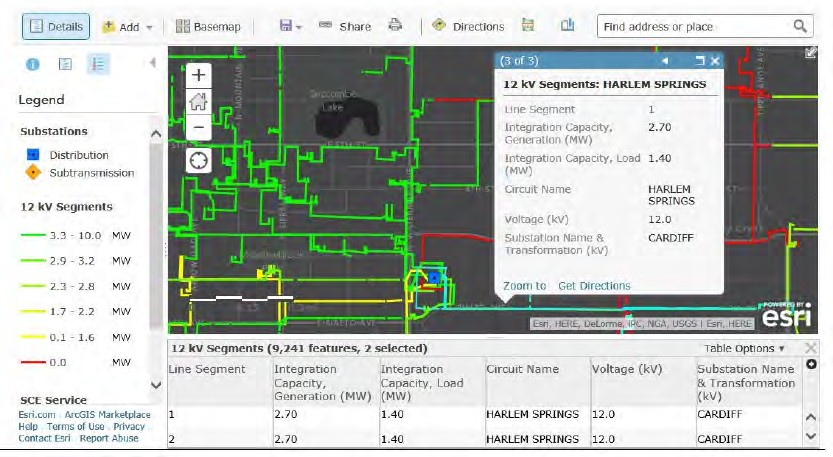 Details
Add
Basemap
Share
Directions
Find address or place
Legend
Substations
Distribution
Subtransmission
12 kV Segments
3.3 - 10.0 MW
2.9 - 3.2 MW
2.3 - 2.8 MW
1.7 - 2.2 MW
0.1 - 1.6 MW
0.0 MW
SCE Service
Esri.com . ArcGIS Marketplace
Help . Terms of Use . Privacy .
Contact Esri . Report Abuse
Lake
(3 of 3)
12 kV Segments: HARLEM SPRINGS
Line Segment 1
Integration Capacity, Generation (MW) 2.70
Integration Capacity, Load (MW) 1.40
Circuit Name HARLEM SPRINGS
Voltage (kV) 12.0
Substation Name & Transformation (kV) CARDIFF
Zoom to Get Directions
Esri, HERE, DeLorme, IPC, NGA, USGS | Esri, HERE
POWERED BY
esri
12 kV Segments (9,241 features, 2 selected)
Table Options
Line Segment Integration Capacity, Generation (MW) Integration Capacity, Load (MW) Circuit Name Voltage (kV) Substation Name & Transformation (kV)
1 2.70 1.40 HARLEM SPRINGS 12.0 CARDIFF
2 2.70 1.40 HARLEM SPRINGS 12.0 CARDIFF